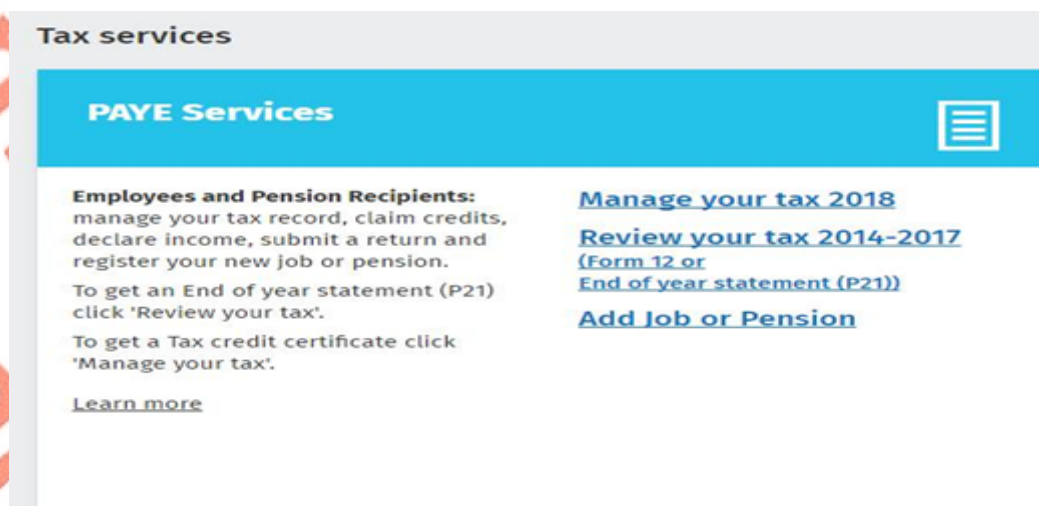 Tax services
PAYE Services
Employees and Pension Recipients:
manage your tax record, claim credits,
declare income, submit a return and
register your new job or pension.
To get an End of year statement (P21)
click 'Review your tax'.
To get a Tax credit certificate click
'Manage your tax'.
Learn more
Manage your tax 2018
Review your tax 2014-2017
(Form 12 or
End of year statement (P21))
Add Job or Pension